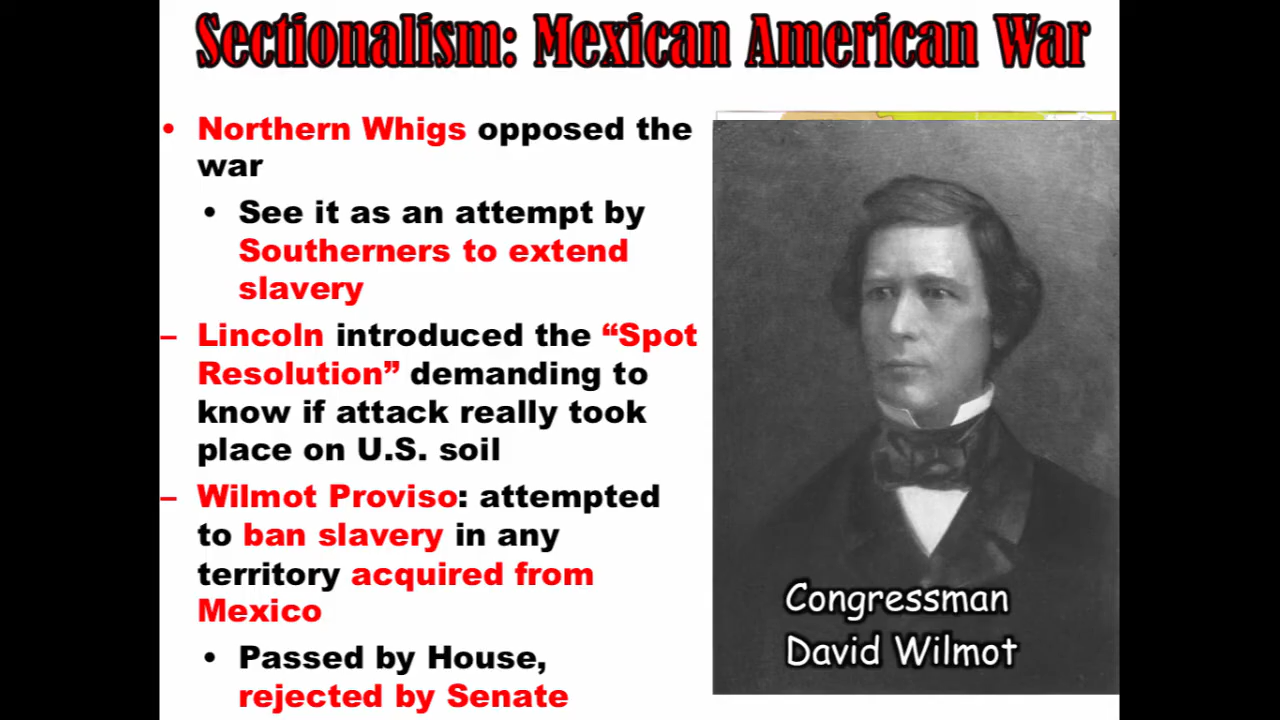 Sectionalism: Mexican American War
• Northern Whigs opposed the
war
• See it as an attempt by
Southerners to extend
slavery
– Lincoln introduced the “Spot
Resolution” demanding to
know if attack really took
place on U.S. soil
– Wilmot Proviso: attempted
to ban slavery in any
territory acquired from
Mexico
• Passed by House,
rejected by Senate
Congressman
David Wilmot